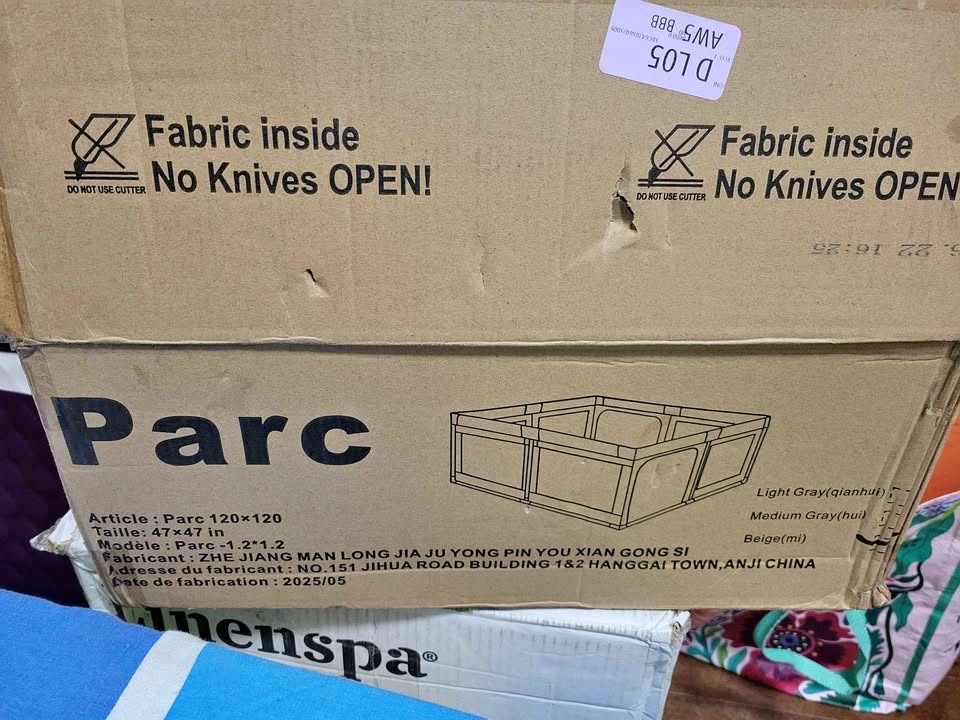 D L05
AW5 BBB
Fabric inside
No Knives OPEN!
DO NOT USE CUTTER
Fabric inside
No Knives OPEN
DO NOT USE CUTTER
22 16:25
Parc
Light Gray(qianhui)
Medium Gray(hui)
Beige(mi)
Article : Parc 120×120
Taille: 47×47 in
Modèle : Parc -1.2*1.2
Fabricant : ZHE JIANG MAN LONG JIA JU YONG PIN YOU XIAN GONG SI
Adresse du fabricant : NO.151 JIHUA ROAD BUILDING 1&2 HANGGAI TOWN,ANJI CHINA
Date de fabrication : 2025/05
Linenspa®